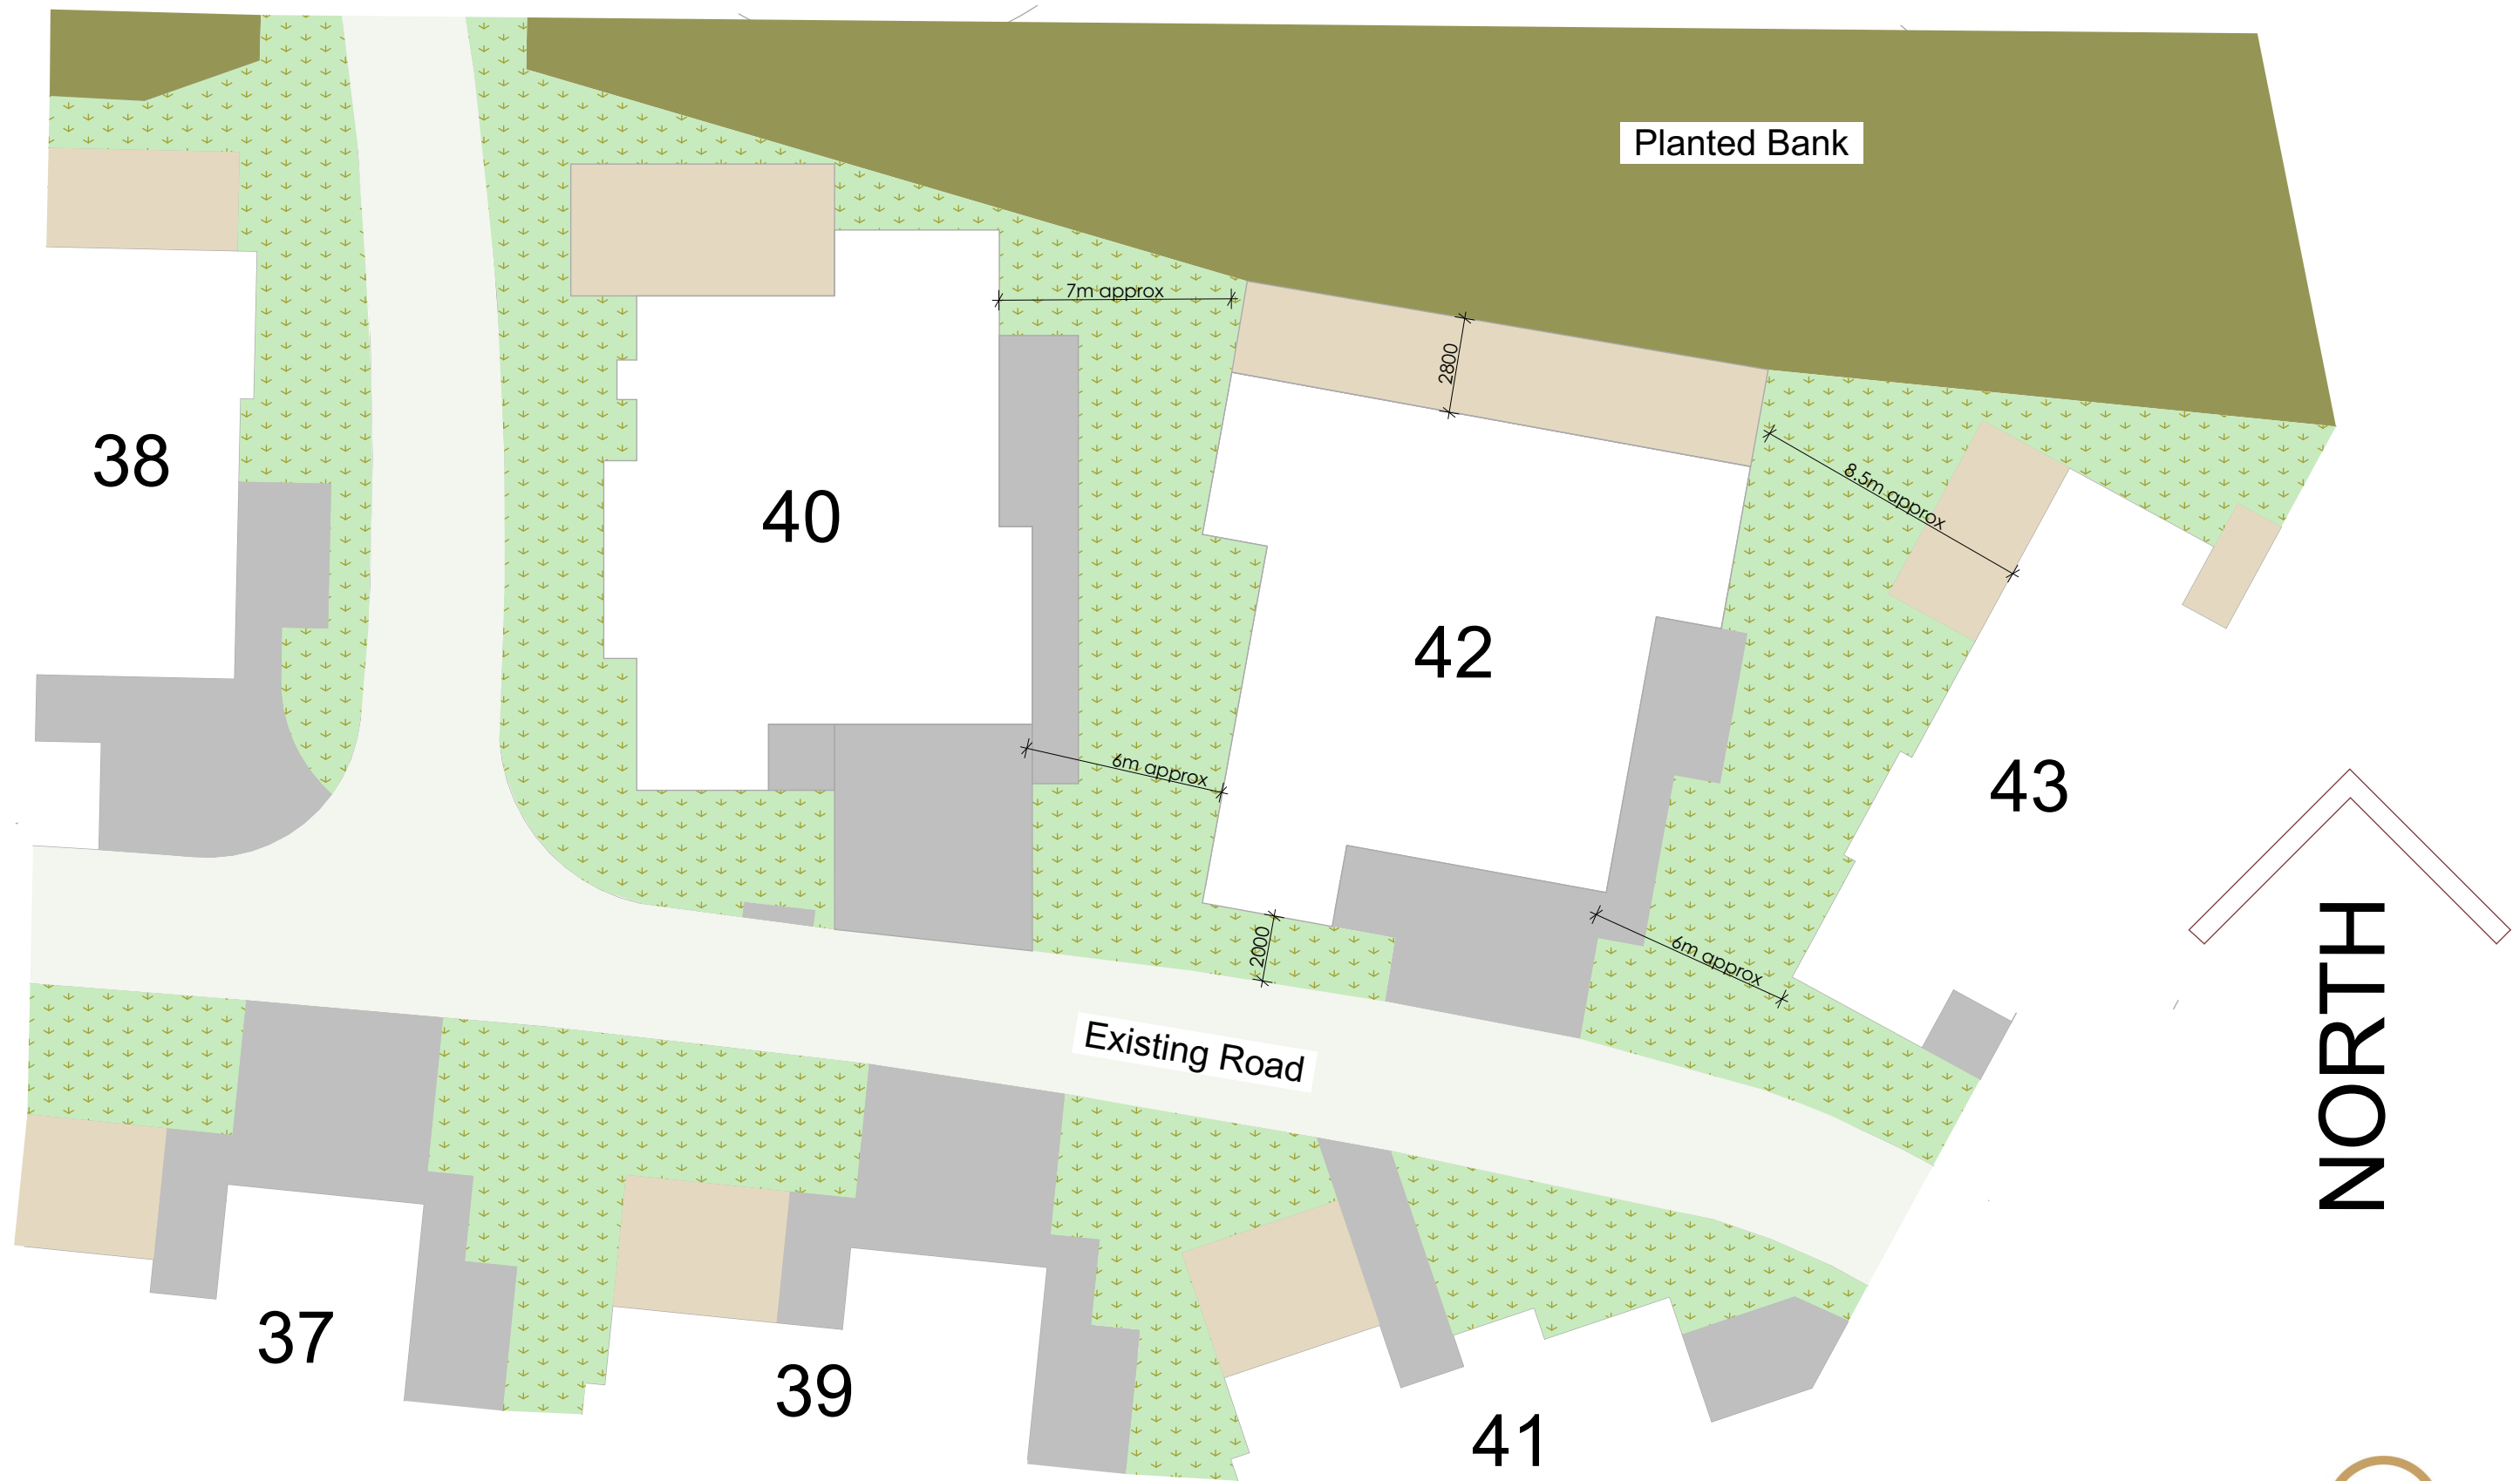 Planted Bank
7m approx
2800
8.5m approx
38
40
42
43
6m approx
2000
6m approx
NORTH
Existing Road
37
39
41